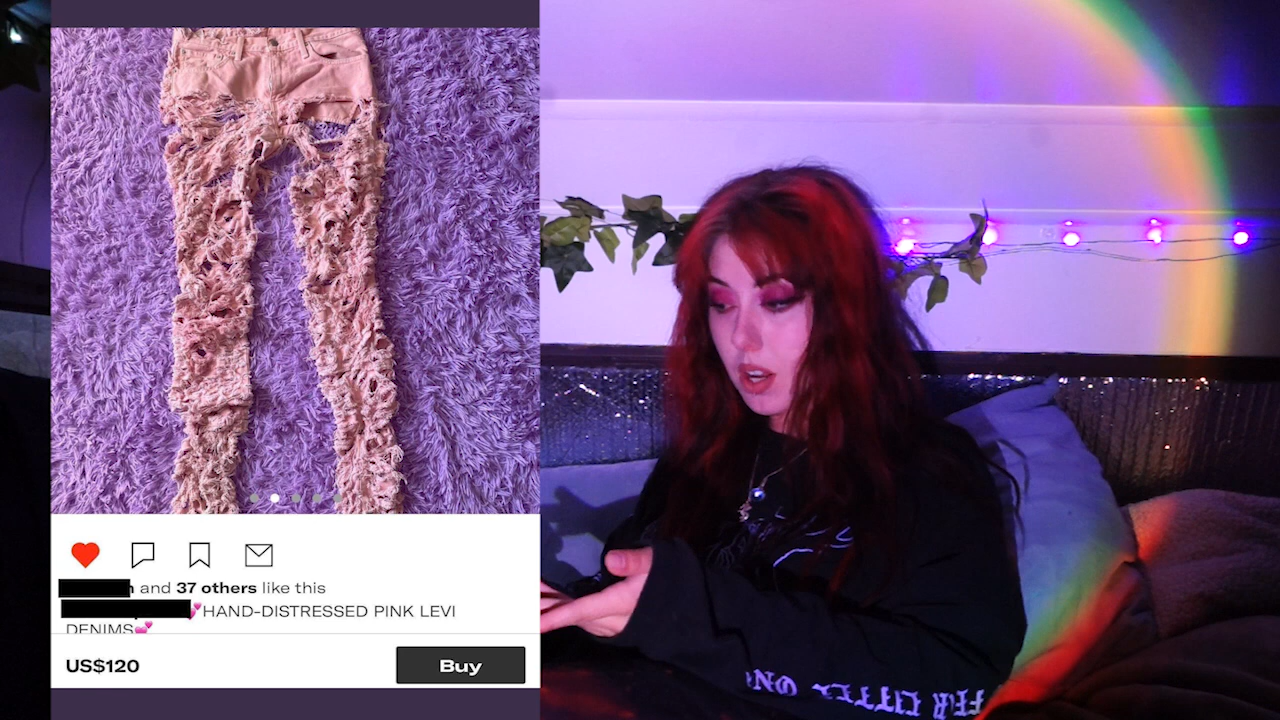 and 37 others like this
💕HAND-DISTRESSED PINK LEVI
DENIMS💞
US$120
Buy